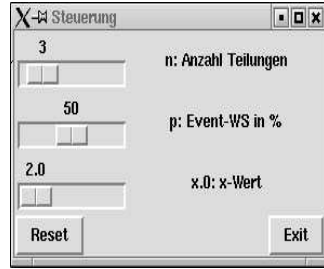 Steuerung
3
n: Anzahl Teilungen
50
p: Event-WS in %
2.0
x.0: x-Wert
Reset Exit